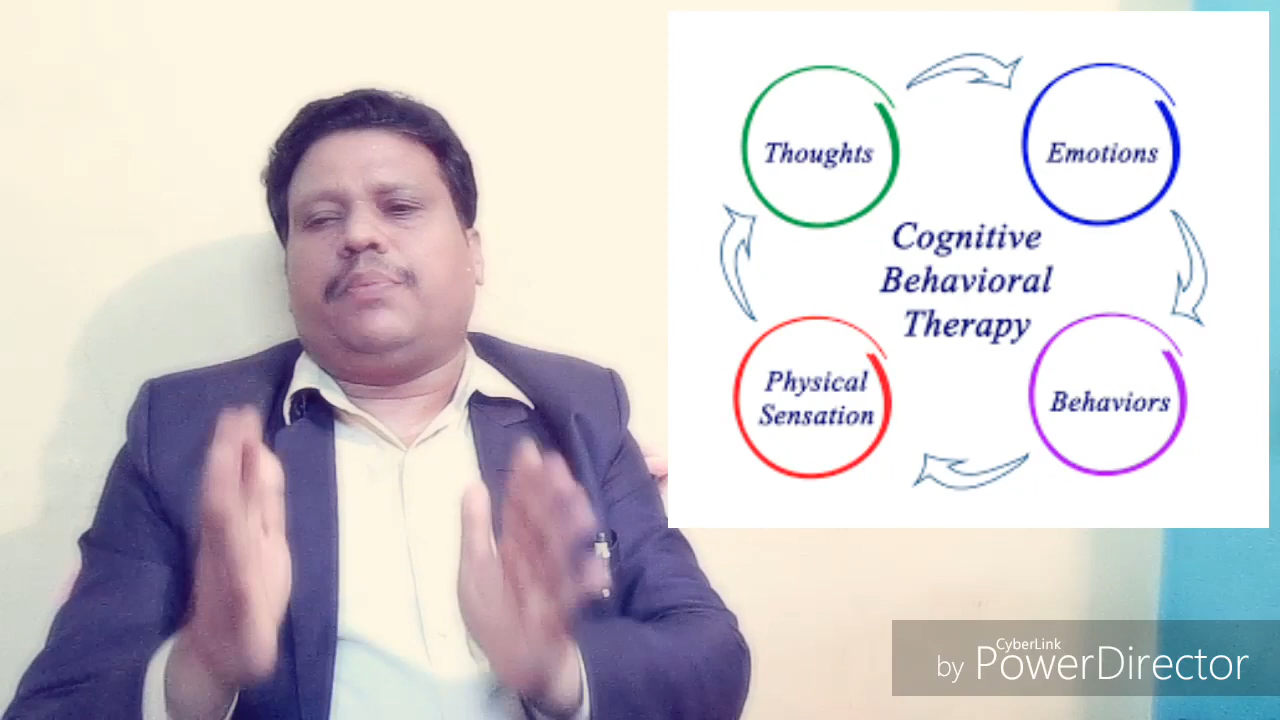 Thoughts
Emotions
Cognitive
Behavioral
Therapy
Physical
Sensation
Behaviors
CyberLink
by PowerDirector